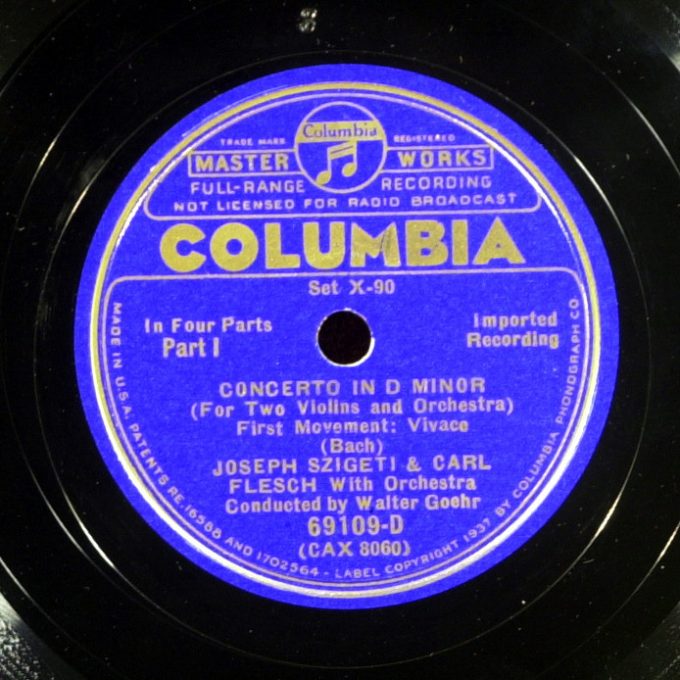 TRADE MARK Columbia REGISTERED
MASTER WORKS
FULL-RANGE RECORDING
NOT LICENSED FOR RADIO BROADCAST
COLUMBIA
Set X-90
In Four Parts
Part I
Imported
Recording
CONCERTO IN D MINOR
(For Two Violins and Orchestra)
First Movement: Vivace
(Bach)
JOSEPH SZIGETI & CARL
FLESCH With Orchestra
Conducted by Walter Goehr
69109-D
(CAX 8060)
MADE IN U.S.A. PATENTS RE. 16588 AND 1702564 - LABEL COPYRIGHT 1937 BY COLUMBIA PHONOGRAPH CO